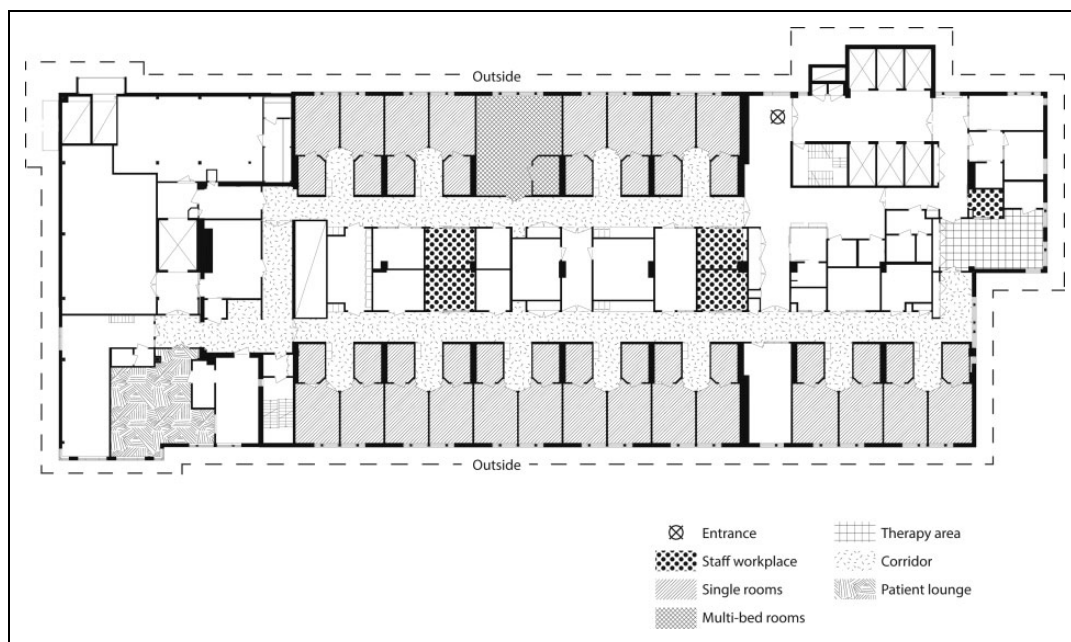 Outside
Outside
Entrance
Staff workplace
Single rooms
Multi-bed rooms
Therapy area
Corridor
Patient lounge